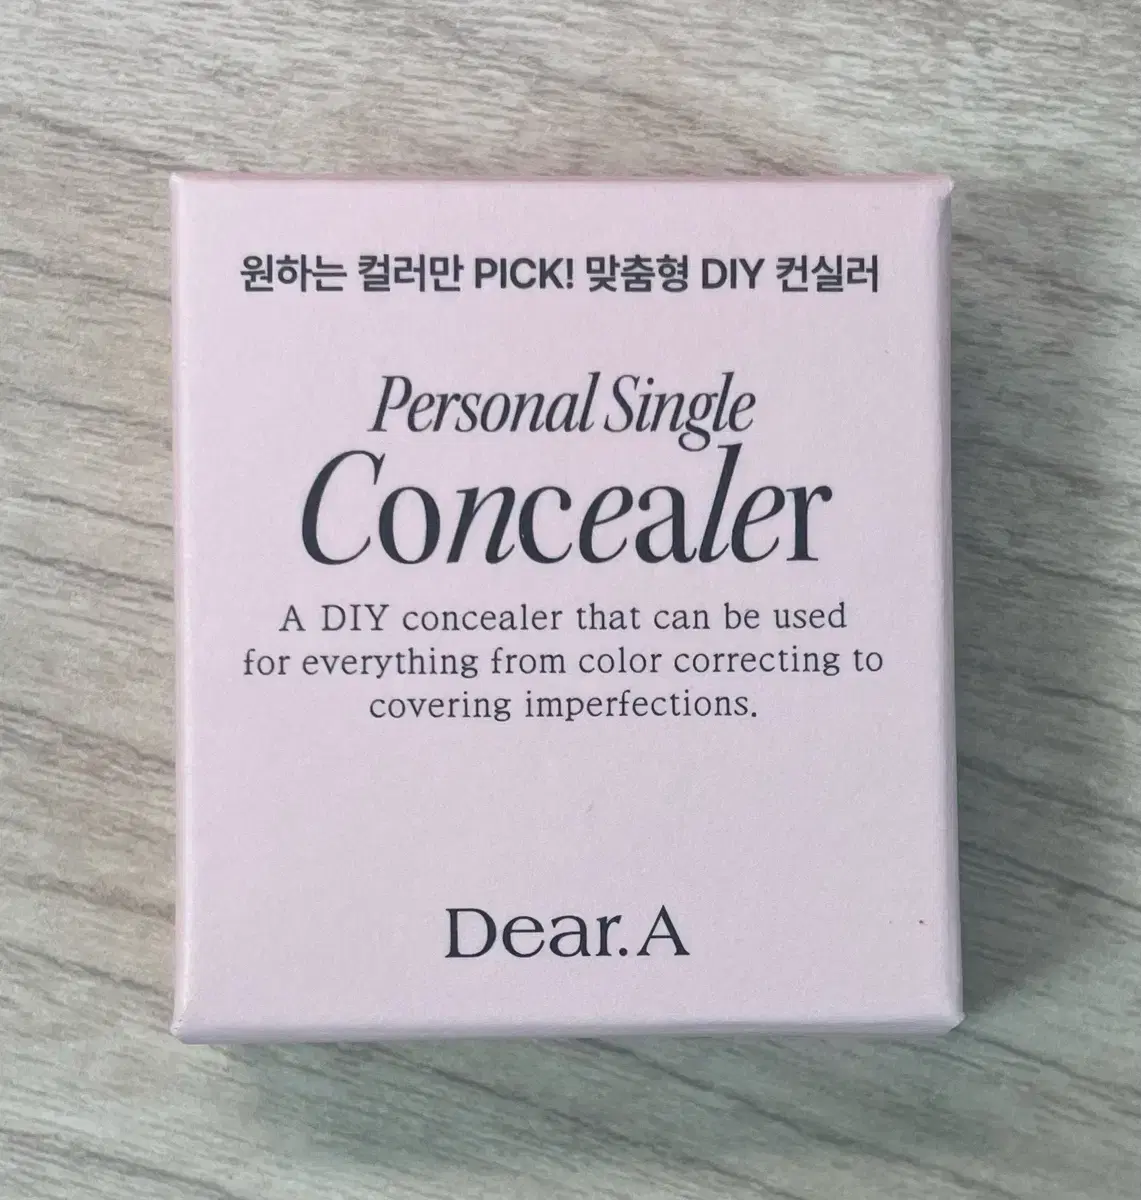 원하는 컬러만 PICK! 맞춤형 DIY 컨실러
Personal Single
Concealer
A DIY concealer that can be used
for everything from color correcting to
covering imperfections.
Dear.A